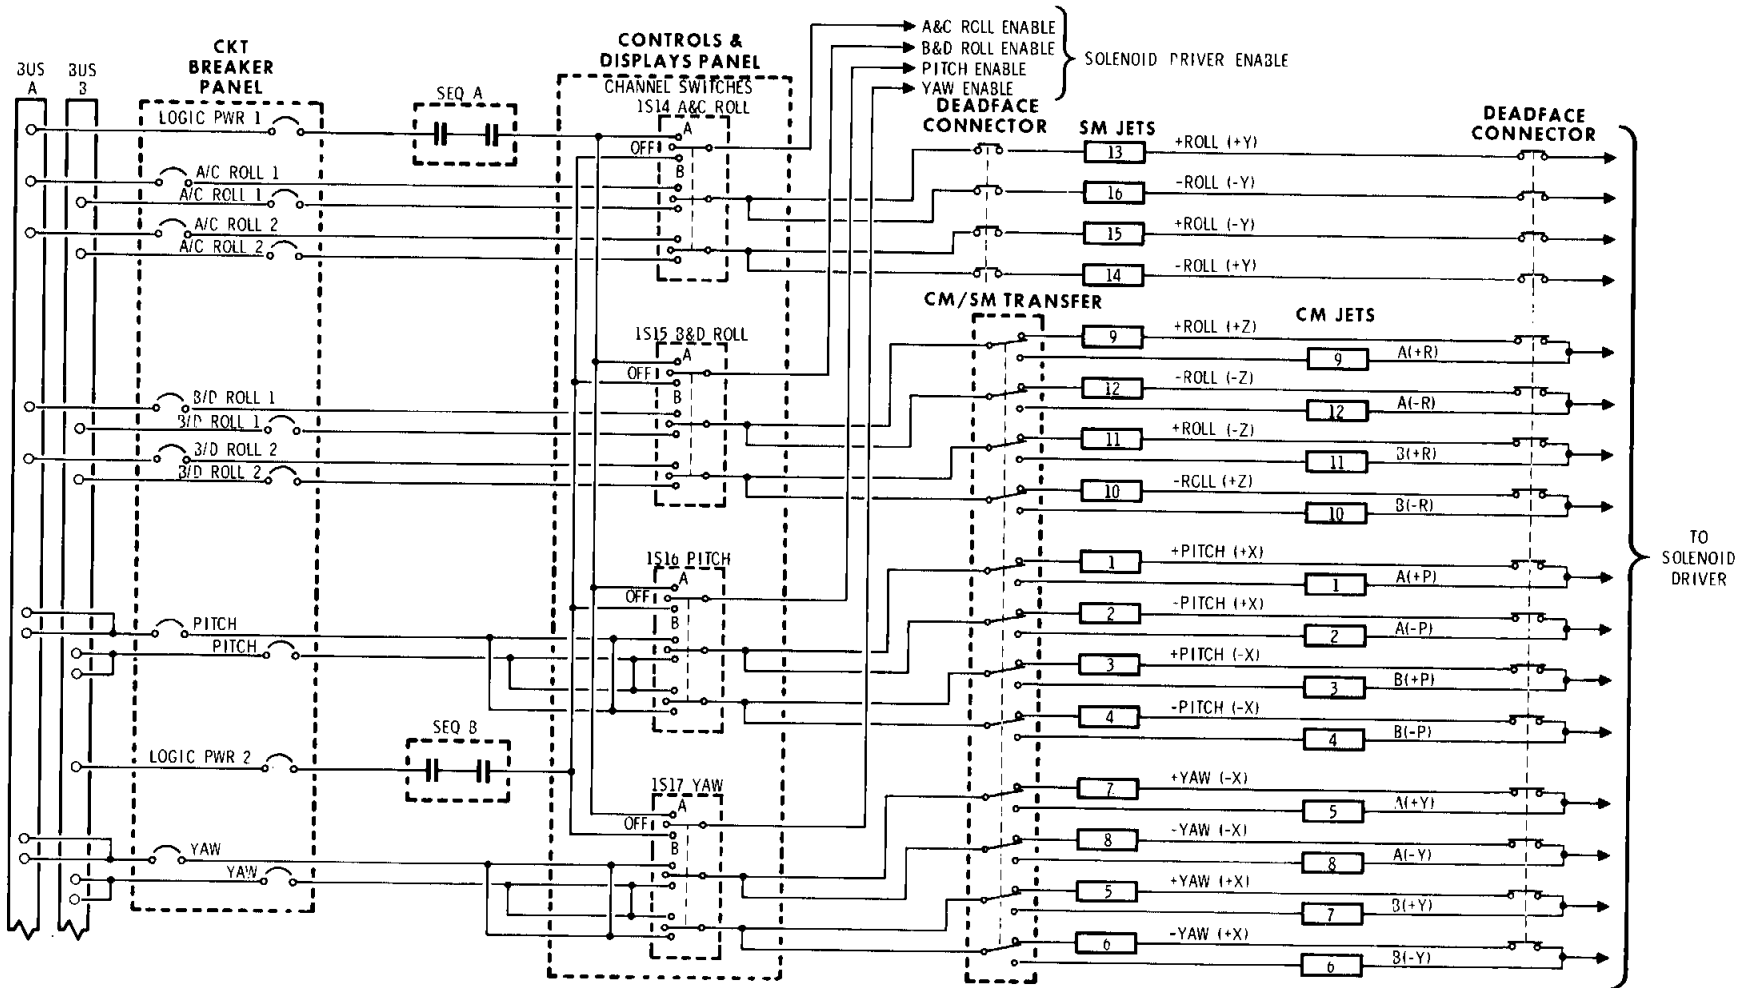 BUS A
BUS B
CKT BREAKER PANEL
LOGIC PWR 1
A/C ROLL 1
A/C ROLL 1
A/C ROLL 2
A/C ROLL 2
B/D ROLL 1
B/D ROLL 1
B/D ROLL 2
B/D ROLL 2
PITCH
PITCH
LOGIC PWR 2
YAW
YAW
SEQ A
SEQ B
CONTROLS & DISPLAYS PANEL
CHANNEL SWITCHES
1S14 A&C ROLL
A
OFF
B
1S15 B&D ROLL
A
OFF
B
1S16 PITCH
A
OFF
B
1S17 YAW
A
OFF
B
A&C ROLL ENABLE
B&D ROLL ENABLE
PITCH ENABLE
YAW ENABLE
SOLENOID DRIVER ENABLE
DEADFACE CONNECTOR
SM JETS
DEADFACE CONNECTOR
13 +ROLL (+Y)
16 -ROLL (-Y)
15 +ROLL (-Y)
14 -ROLL (+Y)
CM/SM TRANSFER
CM JETS
9 +ROLL (+Z)
9 A(+R)
12 -ROLL (-Z)
12 A(-R)
11 +ROLL (-Z)
11 B(+R)
10 -ROLL (+Z)
10 B(-R)
1 +PITCH (+X)
1 A(+P)
2 -PITCH (+X)
2 A(-P)
3 +PITCH (-X)
3 B(+P)
4 -PITCH (-X)
4 B(-P)
7 +YAW (-X)
5 A(+Y)
8 -YAW (-X)
8 A(-Y)
5 +YAW (+X)
7 B(+Y)
6 -YAW (+X)
6 B(-Y)
TO SOLENOID DRIVER